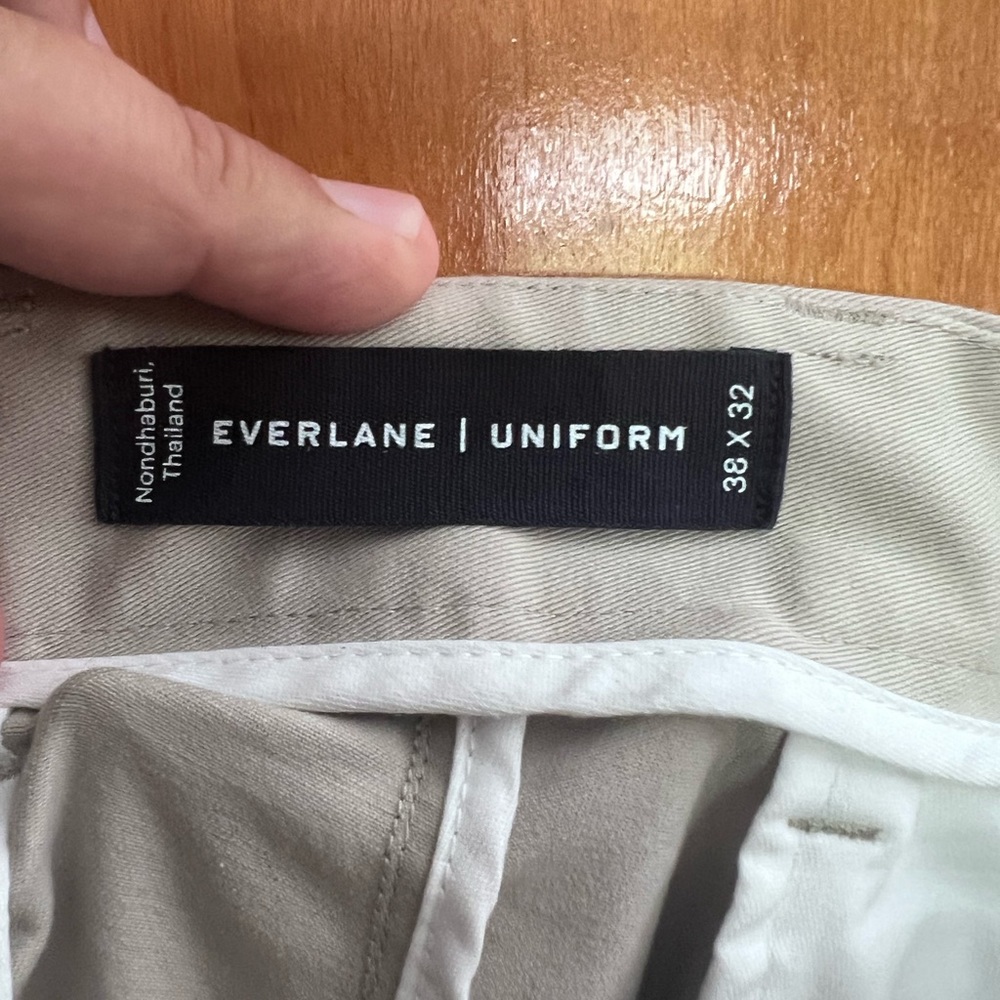 Nondhaburi,
Thailand
EVERLANE | UNIFORM
38 X 32